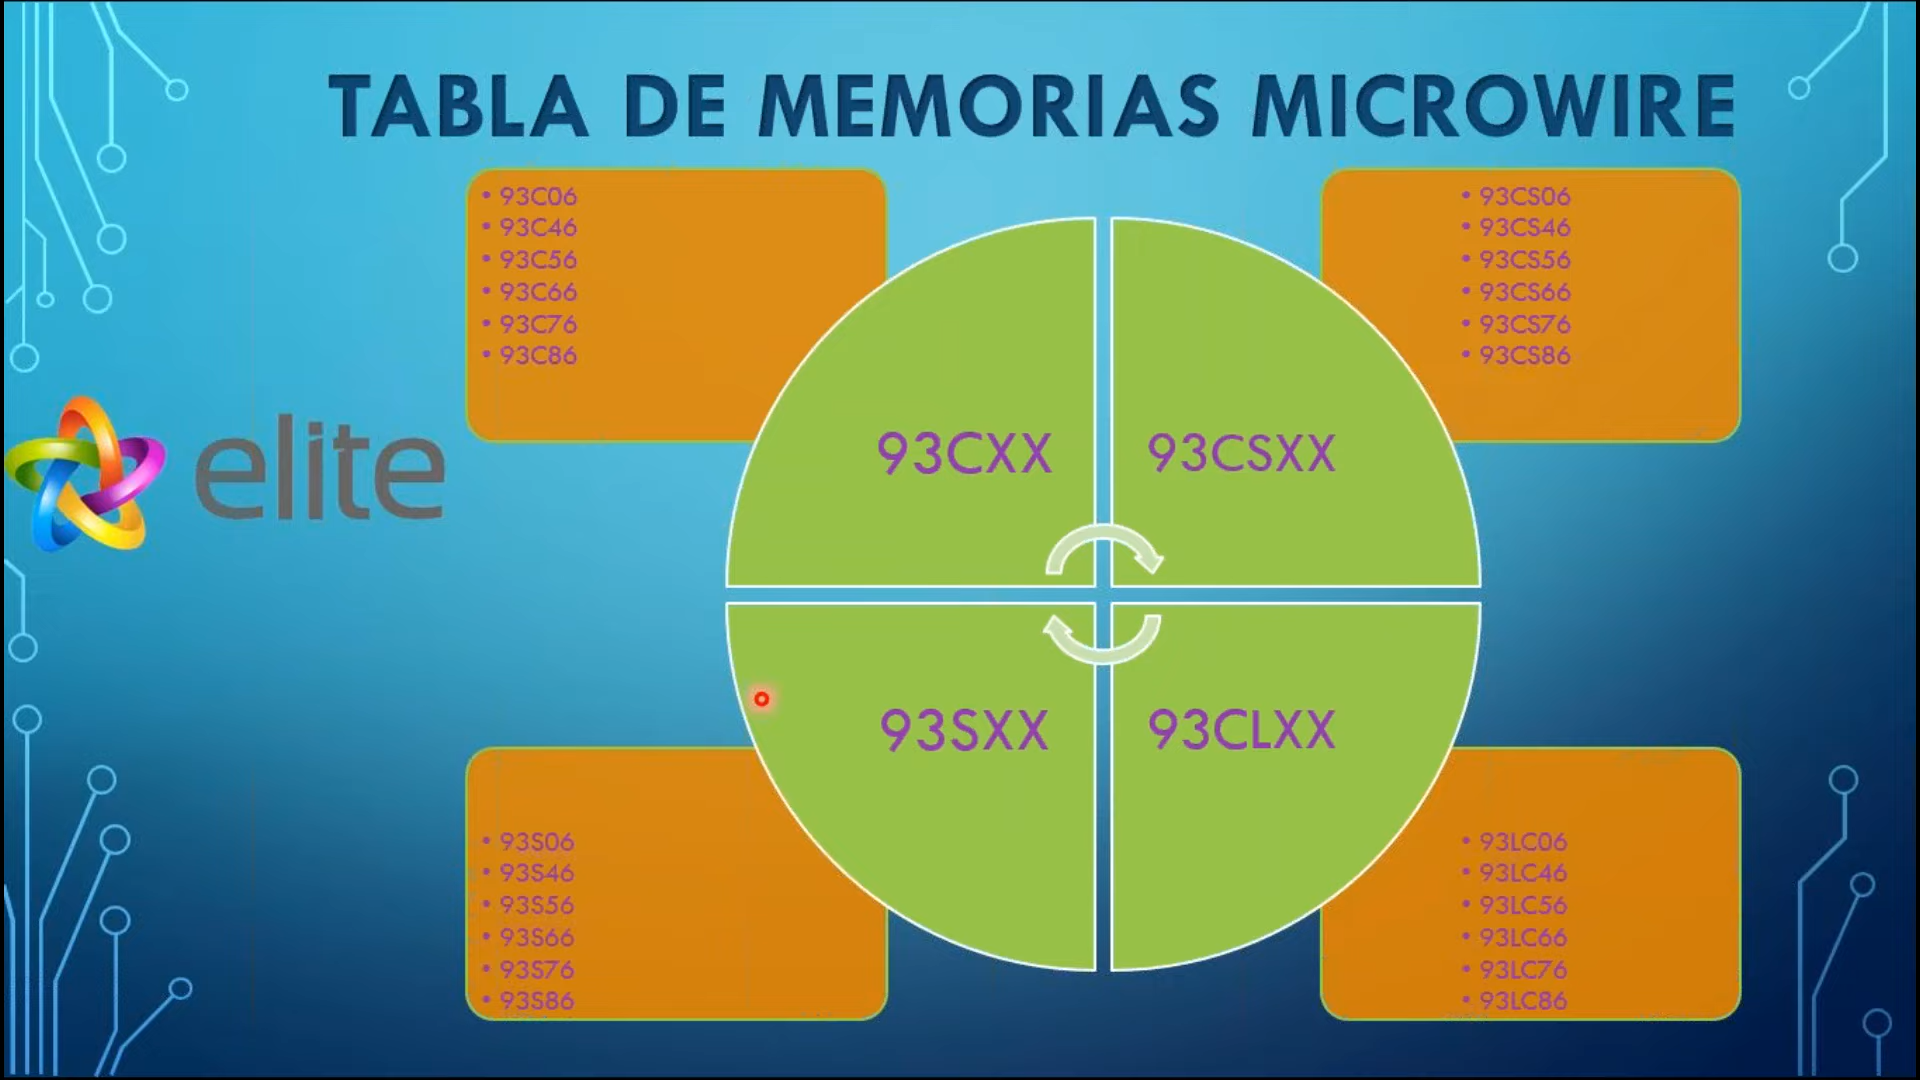 TABLA DE MEMORIAS MICROWIRE
• 93C06
• 93C46
• 93C56
• 93C66
• 93C76
• 93C86
• 93CS06
• 93CS46
• 93CS56
• 93CS66
• 93CS76
• 93CS86
93CXX
93CSXX
elite
93SXX
93CLXX
• 93S06
• 93S46
• 93S56
• 93S66
• 93S76
• 93S86
• 93LC06
• 93LC46
• 93LC56
• 93LC66
• 93LC76
• 93LC86